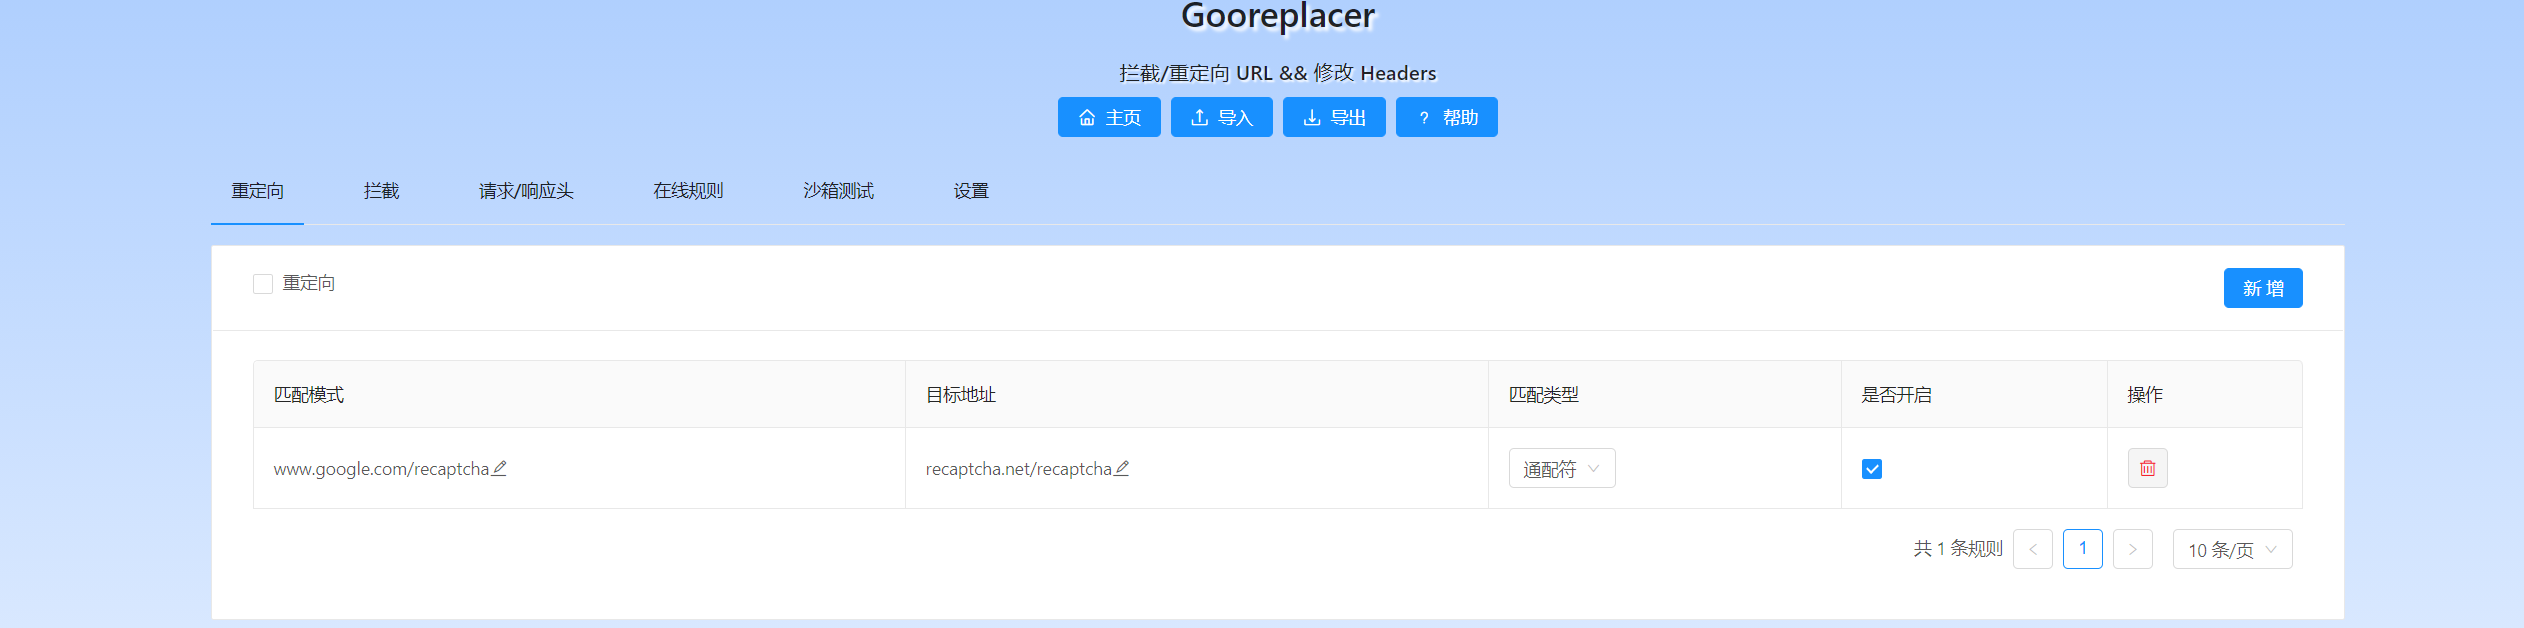 Gooreplacer
拦截/重定向 URL && 修改 Headers
主页 导入 导出 ? 帮助
重定向 拦截 请求/响应头 在线规则 沙箱测试 设置
重定向 新 增
匹配模式 目标地址 匹配类型 是否开启 操作
www.google.com/recaptcha recaptcha.net/recaptcha 通配符
共 1 条规则 < 1 > 10 条/页